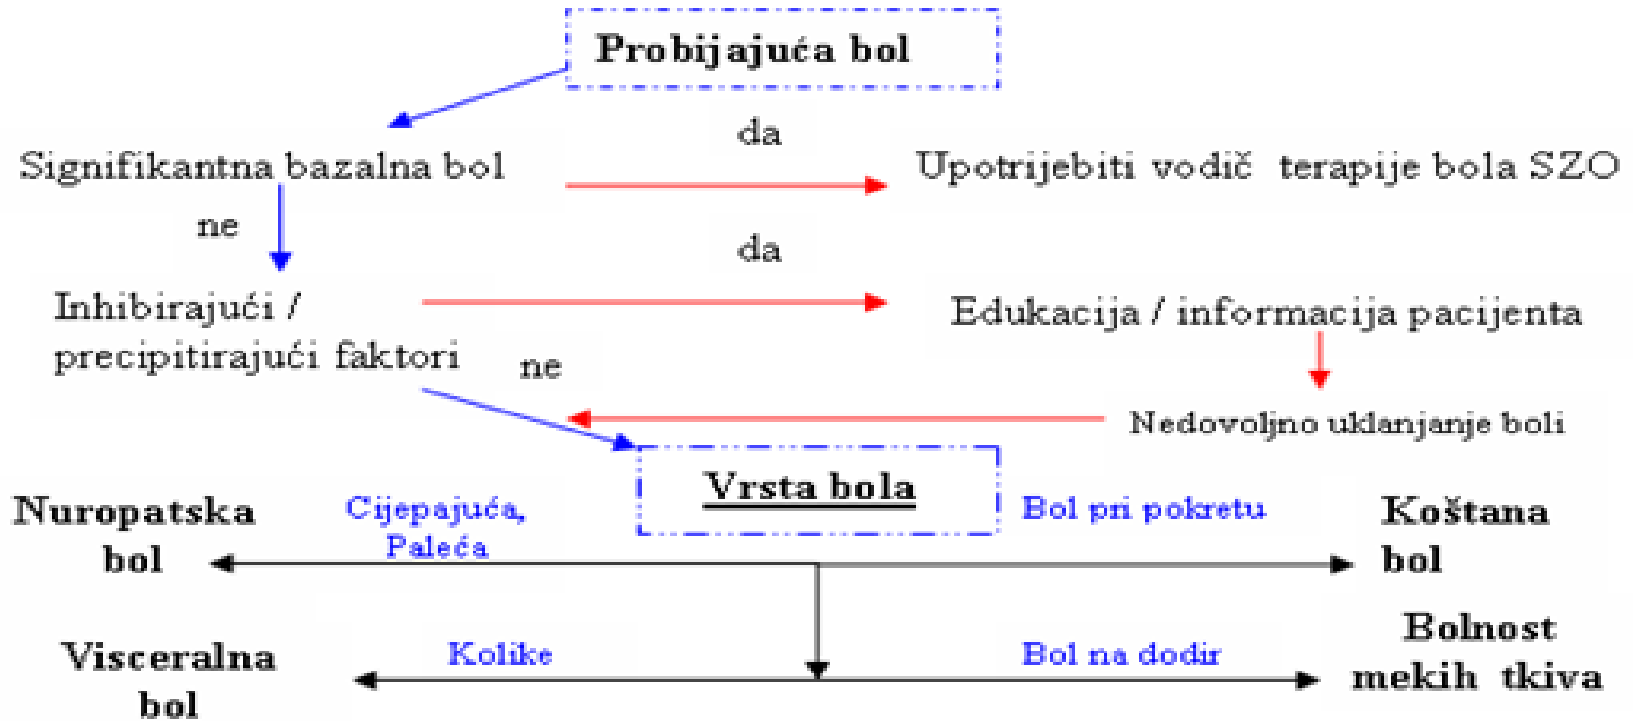 Probijajuća bol
da
Signifikantna bazalna bol
Upotrijebiti vodič terapije bola SZO
ne
da
Inhibirajući /
precipitirajući faktori
Edukacija / informacija pacijenta
ne
Nedovoljno uklanjanje boli
Vrsta bola
Nuropatska
bol
Cijepajuća,
Paleća
Bol pri pokretu
Koštana
bol
Visceralna
bol
Kolike
Bol na dodir
Bolnost
mekih tkiva